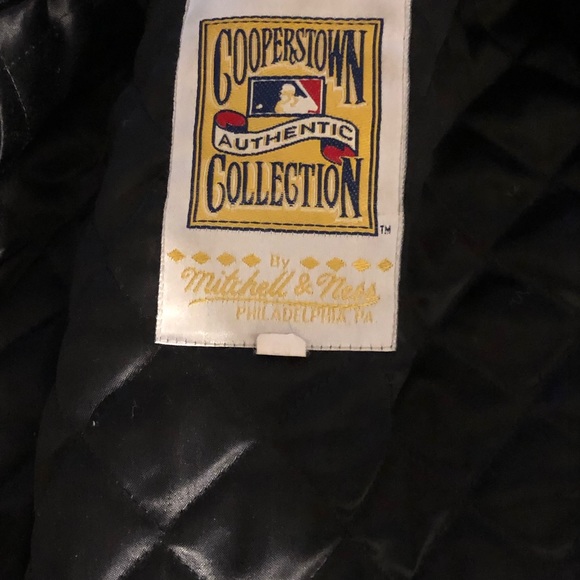 COOPERSTOWN
AUTHENTIC
COLLECTION
TM
By
Mitchell & Ness
PHILADELPHIA, PA